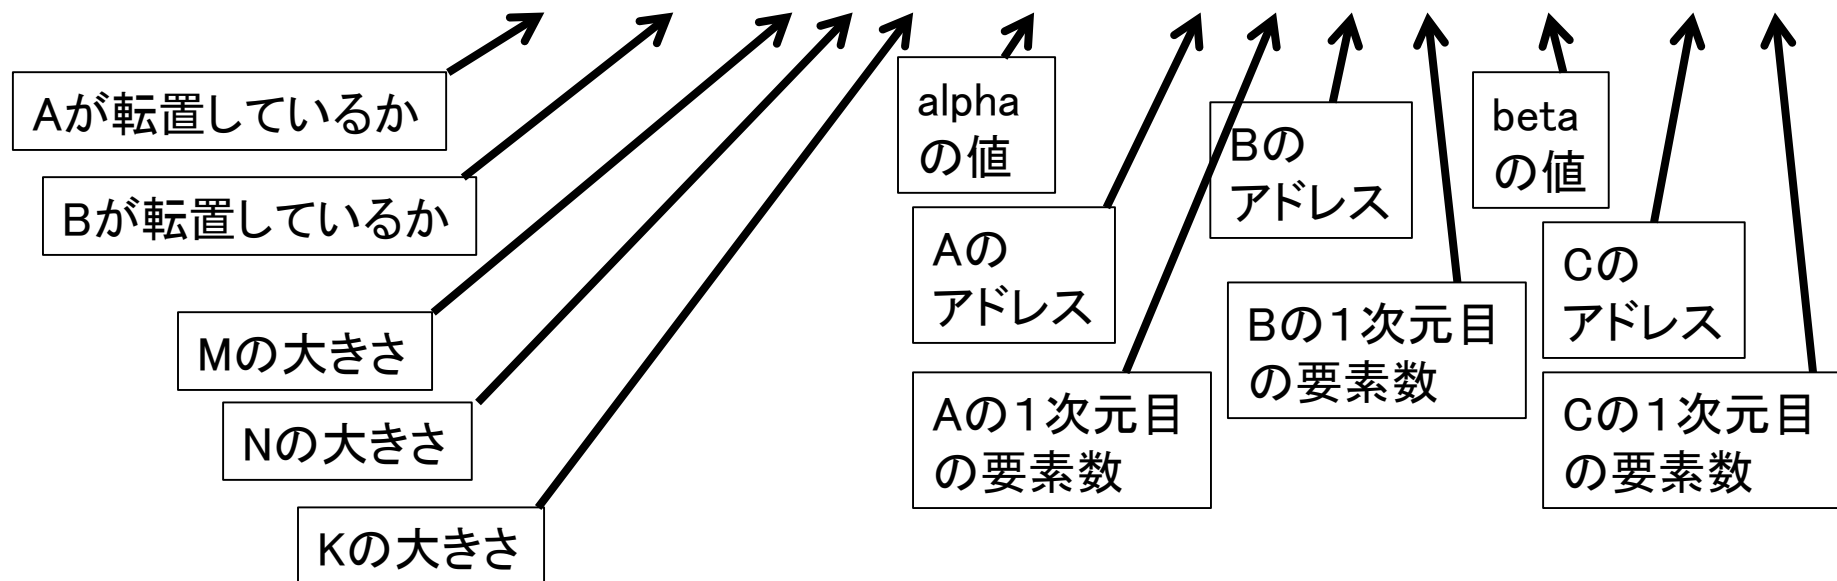 Aが転置しているか
Bが転置しているか
Mの大きさ
Nの大きさ
Kの大きさ
alpha
の値
Aの
アドレス
Aの1次元目
の要素数
Bの
アドレス
Bの1次元目
の要素数
beta
の値
Cの
アドレス
Cの1次元目
の要素数